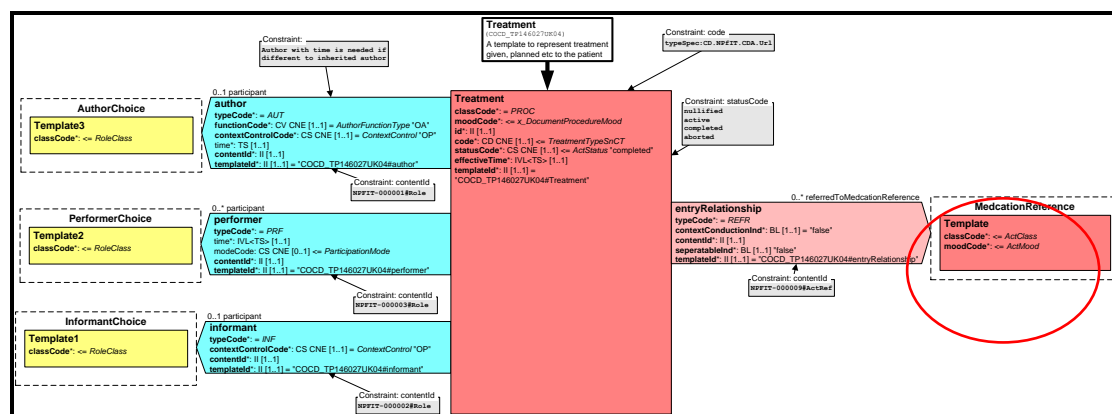 Treatment
(COCD_TP146027UK04)
A template to represent treatment
given, planned etc to the patient
Constraint:
Author with time is needed if
different to inherited author
Constraint: code
typeSpec:CD.NPfIT.CDA.Url
Constraint: statusCode
nullified
active
completed
aborted
0..1 participant
AuthorChoice
Template3
classCode*: <= RoleClass
author
typeCode*: = AUT
functionCode*: CV CNE [1..1] = AuthorFunctionType "OA"
contextControlCode*: CS CNE [1..1] = ContextControl "OP"
time*: TS [1..1]
contentId*: II [1..1]
templateId*: II [1..1] = "COCD_TP146027UK04#author"
Constraint: contentId
NPFIT-000001#Role
Treatment
classCode*: = PROC
moodCode*: <= x_DocumentProcedureMood
id*: II [1..1]
code*: CD CNE [1..1] <= TreatmentTypeSnCT
statusCode*: CS CNE [1..1] <= ActStatus "completed"
effectiveTime*: IVL<TS> [1..1]
templateId*: II [1..1] =
"COCD_TP146027UK04#Treatment"
0..* participant
PerformerChoice
Template2
classCode*: <= RoleClass
performer
typeCode*: = PRF
time*: IVL<TS> [1..1]
modeCode: CS CNE [0..1] <= ParticipationMode
contentId*: II [1..1]
templateId*: II [1..1] = "COCD_TP146027UK04#performer"
Constraint: contentId
NPFIT-000003#Role
0..* referredToMedcationReference
entryRelationship
typeCode*: = REFR
contextConductionInd*: BL [1..1] = "false"
contentId*: II [1..1]
seperatableInd*: BL [1..1] "false"
templateId*: II [1..1] = "COCD_TP146027UK04#entryRelationship"
Constraint: contentId
NPFIT-000009#ActRef
MedcationReference
Template
classCode*: <= ActClass
moodCode*: <= ActMood
0..1 participant
InformantChoice
Template1
classCode*: <= RoleClass
informant
typeCode*: = INF
contextControlCode*: CS CNE [1..1] = ContextControl "OP"
contentId*: II [1..1]
templateId*: II [1..1] = "COCD_TP146027UK04#informant"
Constraint: contentId
NPFIT-000002#Role